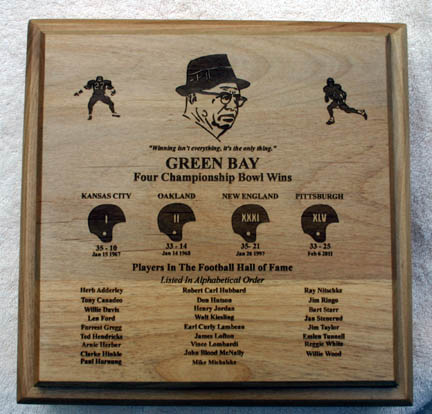 "Winning isn't everything, it's the only thing."
GREEN BAY
Four Championship Bowl Wins
KANSAS CITY OAKLAND NEW ENGLAND PITTSBURGH
I II XXXI XLV
35 - 10 33 - 14 35- 21 33 - 25
Jan 15 1967 Jan 14 1968 Jan 26 1997 Feb 6 2011
Players In The Football Hall of Fame
Listed In Alphabetical Order
Herb Adderley Robert Carl Hubbard Ray Nitschke
Tony Canadeo Don Hutson Jim Ringo
Willie Davis Henry Jordan Bart Starr
Len Ford Walt Kiesling Jan Stenerud
Forrest Gregg Earl Curly Lambeau Jim Taylor
Ted Hendricks James Lofton Emlen Tunnell
Arnie Herber Vince Lombardi Reggie White
Clarke Hinkle John Blood McNally Willie Wood
Paul Hornung Mike Michalske